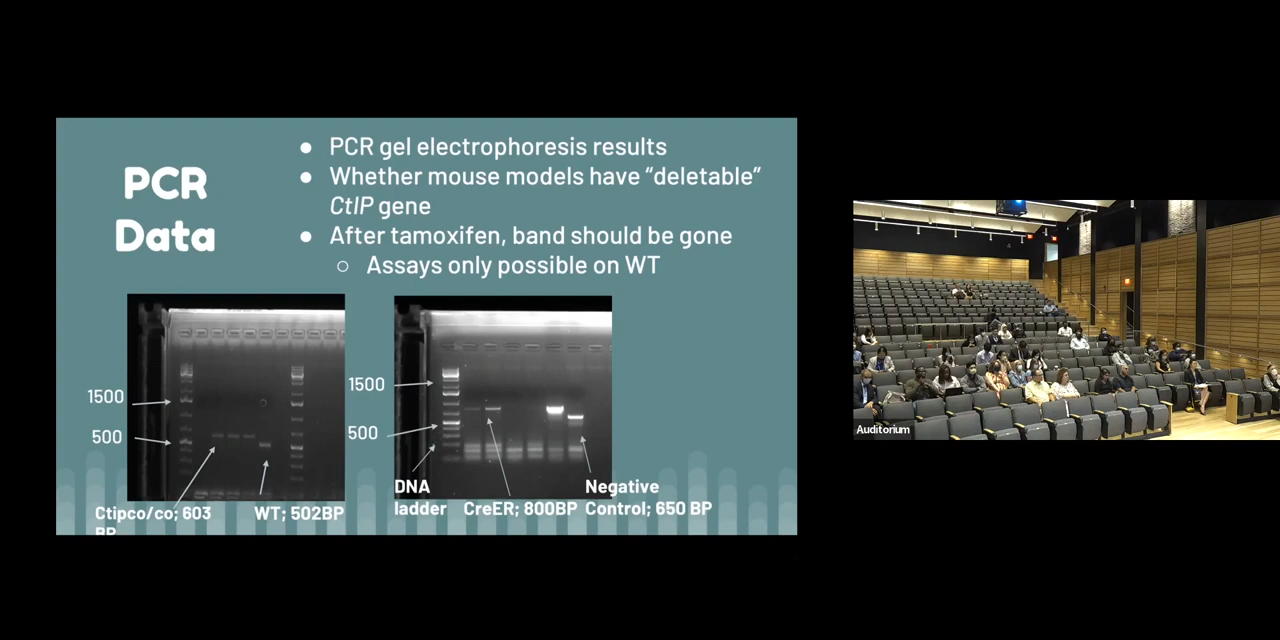 PCR
Data
● PCR gel electrophoresis results
● Whether mouse models have “deletable”
CtIP gene
● After tamoxifen, band should be gone
○ Assays only possible on WT
1500
500
Ctipco/co; 603
BP
WT; 502BP
1500
500
DNA
ladder
CreER; 800BP
Negative
Control; 650 BP
Auditorium